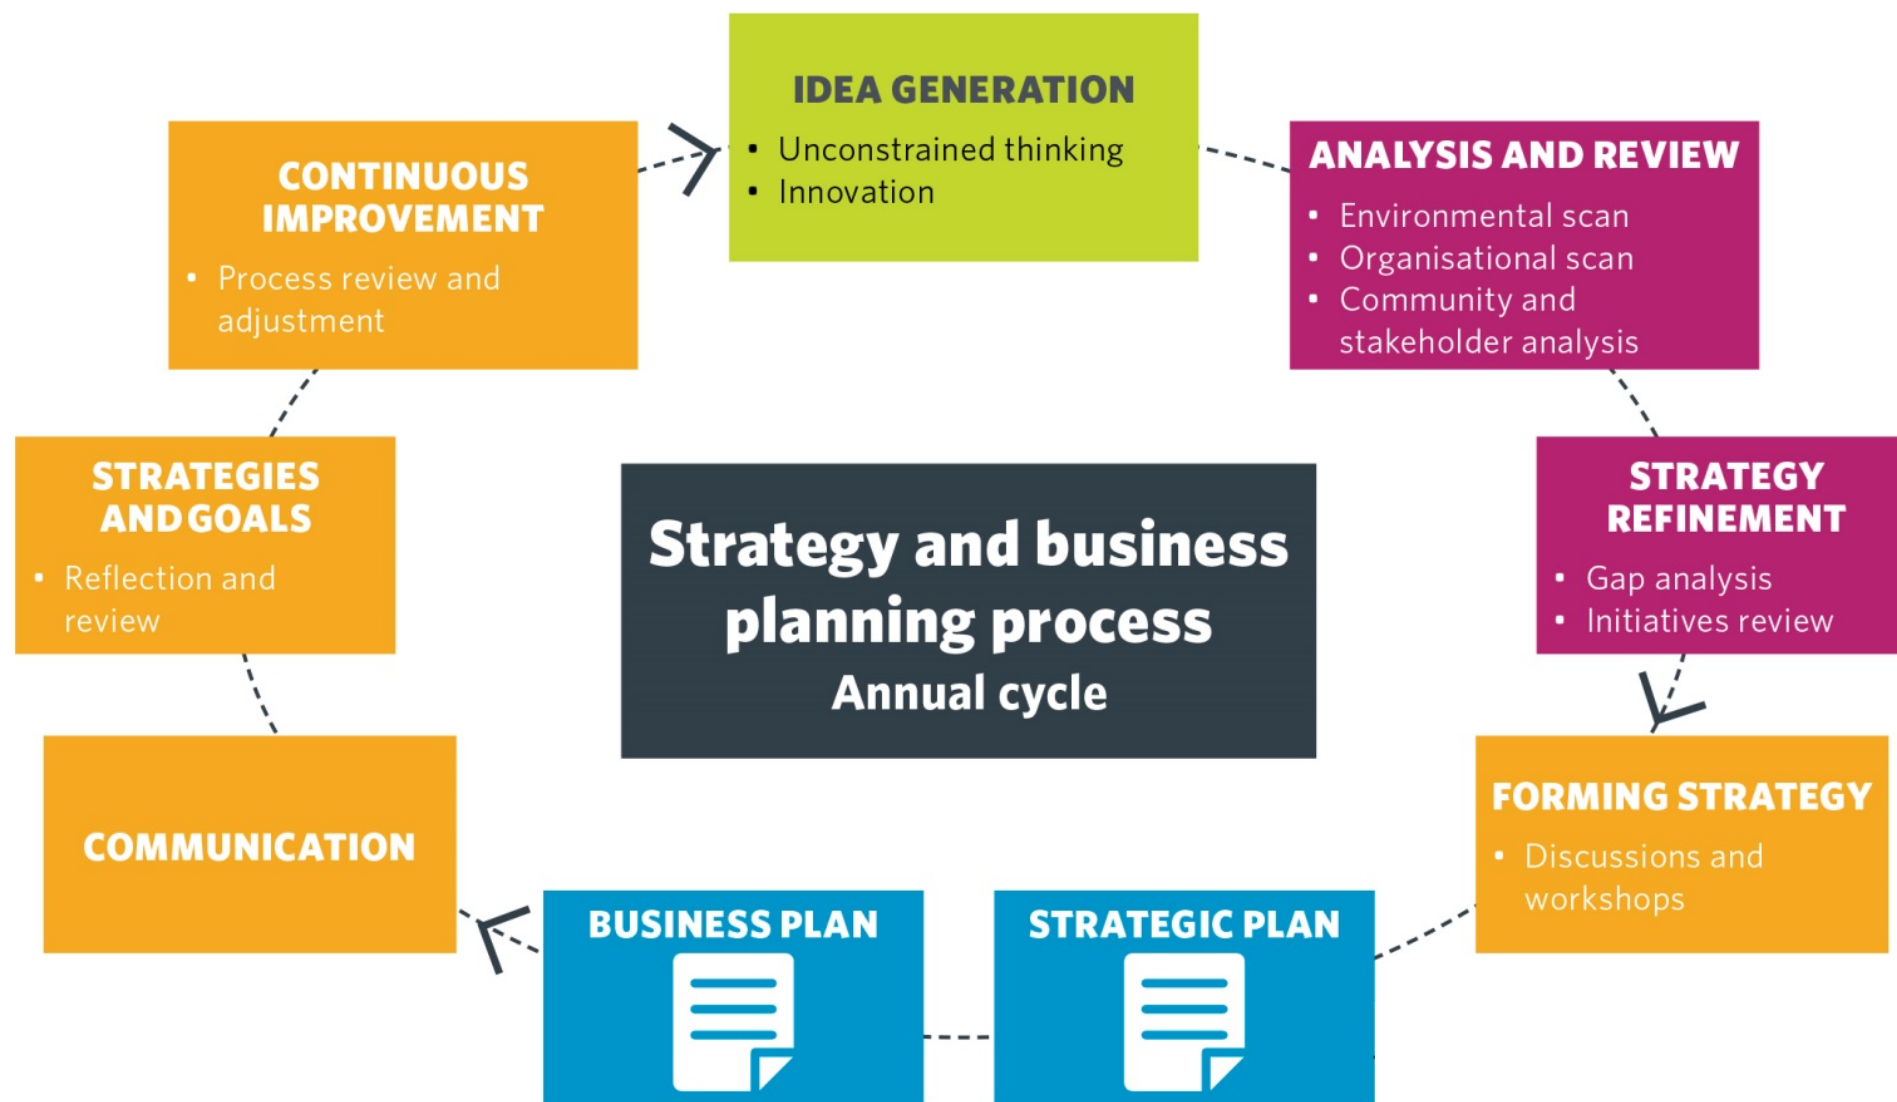 IDEA GENERATION
• Unconstrained thinking
• Innovation
ANALYSIS AND REVIEW
• Environmental scan
• Organisational scan
• Community and
stakeholder analysis
STRATEGY
REFINEMENT
• Gap analysis
• Initiatives review
FORMING STRATEGY
• Discussions and
workshops
STRATEGIC PLAN
BUSINESS PLAN
COMMUNICATION
STRATEGIES
AND GOALS
• Reflection and
review
CONTINUOUS
IMPROVEMENT
• Process review and
adjustment
Strategy and business
planning process
Annual cycle